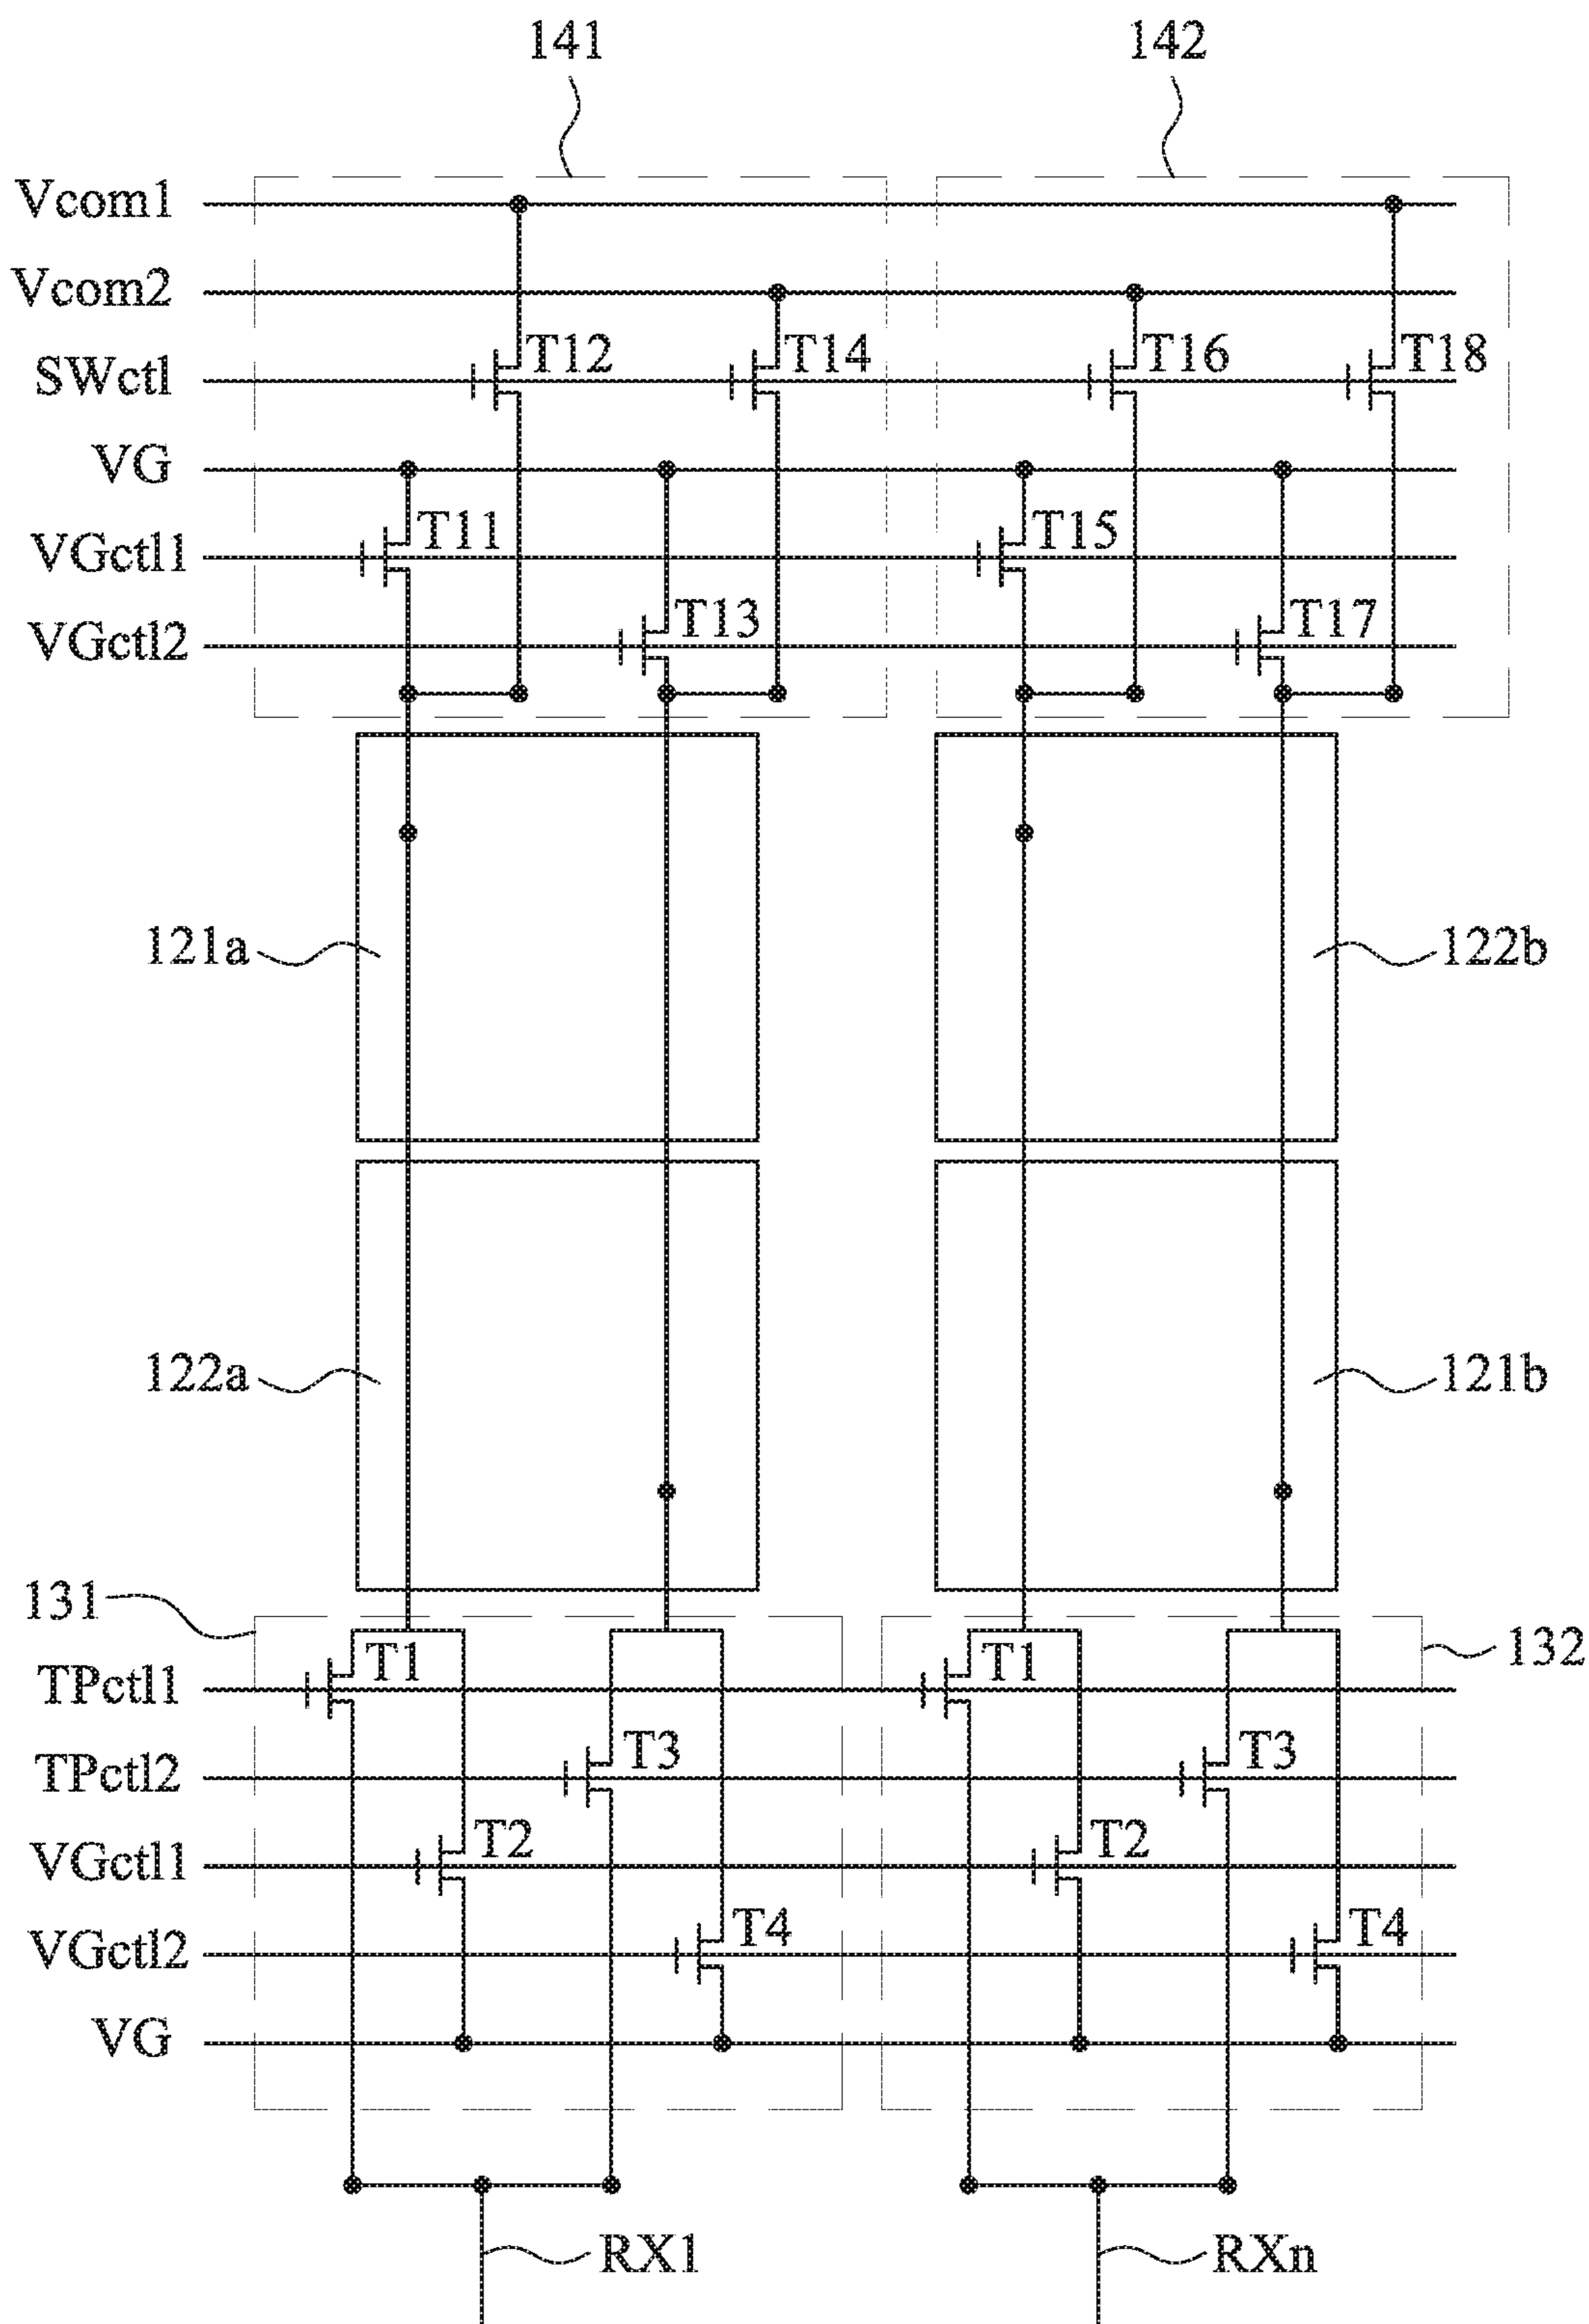 141 142
Vcom1
Vcom2
T12 T14 T16 T18
SWctl
VG
T11 T15
VGctl1
T13 T17
VGctl2
121a 122b
122a 121b
131
132
T1 T1
TPctl1
T3 T3
TPctl2
T2 T2
VGctl1
T4 T4
VGctl2
VG
RX1 RXn